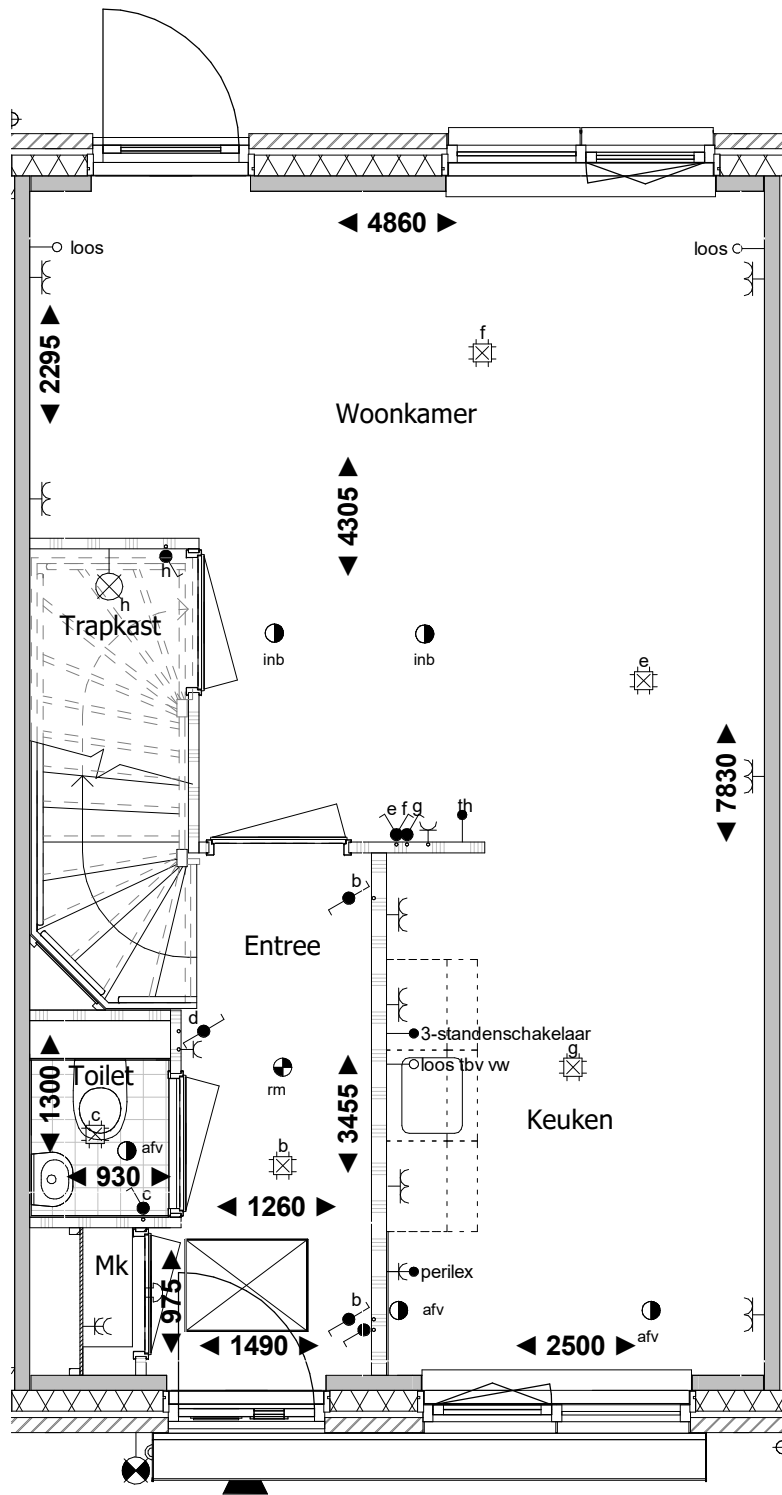 4860
loos
loos
2295
f
Woonkamer
4305
h
h
Trapkast
inb
inb
e
7830
e f g
th
b
Entree
d
3-standenschakelaar
loos tbv vw
g
rm
1300
Toilet
3455
c
afv
Keuken
930
b
c
1260
Mk
975
perilex
b
afv
afv
1490
2500